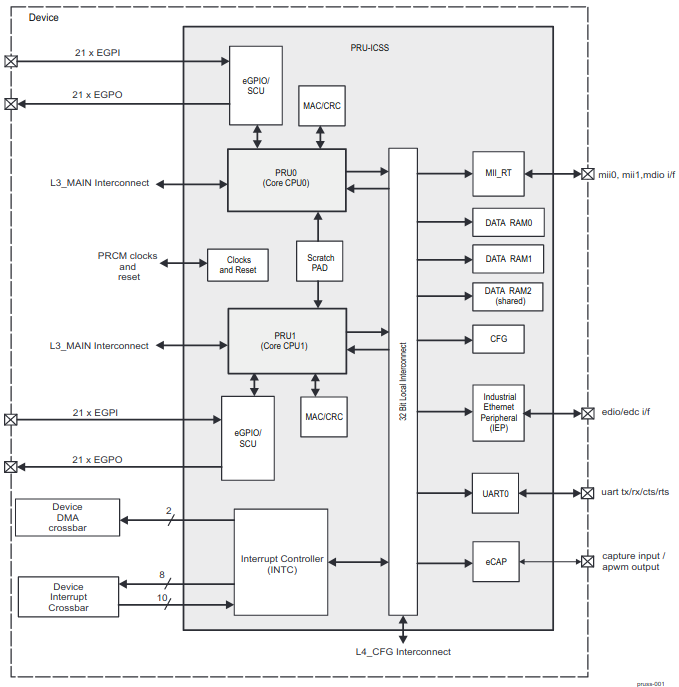 Device
PRU-ICSS
21 x EGPI
21 x EGPO
eGPIO/
SCU
MAC/CRC
PRU0
(Core CPU0)
L3_MAIN Interconnect
MII_RT
mii0, mii1,mdio i/f
DATA RAM0
PRCM clocks
and
reset
Clocks
and Reset
Scratch
PAD
DATA RAM1
DATA RAM2
(shared)
PRU1
(Core CPU1)
L3_MAIN Interconnect
CFG
32 Bit Local Interconnect
Industrial
Ethernet
Peripheral
(IEP)
edio/edc i/f
21 x EGPI
21 x EGPO
eGPIO/
SCU
MAC/CRC
UART0
uart tx/rx/cts/rts
Device
DMA
crossbar
2
Interrupt Controller
(INTC)
eCAP
capture input /
apwm output
Device
Interrupt
Crossbar
8
10
L4_CFG Interconnect
pruss-001